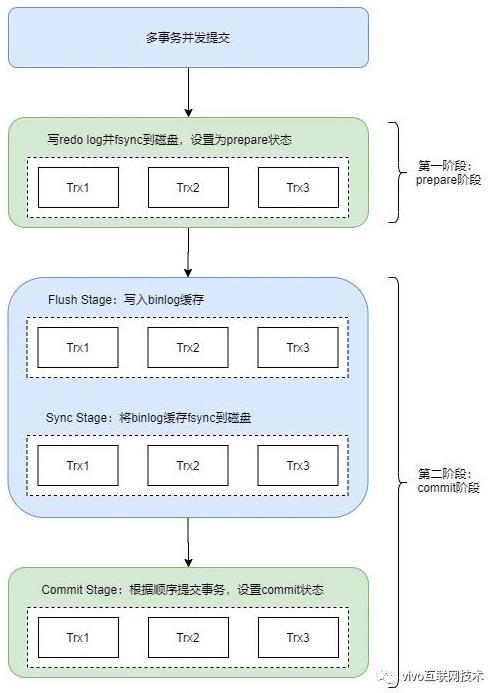 多事务并发提交
写redo log并fsync到磁盘，设置为prepare状态
Trx1
Trx2
Trx3
第一阶段：
prepare阶段
Flush Stage：写入binlog缓存
Trx1
Trx2
Trx3
Sync Stage：将binlog缓存fsync到磁盘
Trx1
Trx2
Trx3
第二阶段：
commit阶段
Commit Stage：根据顺序提交事务，设置commit状态
Trx1
Trx2
Trx3
vivo互联网技术